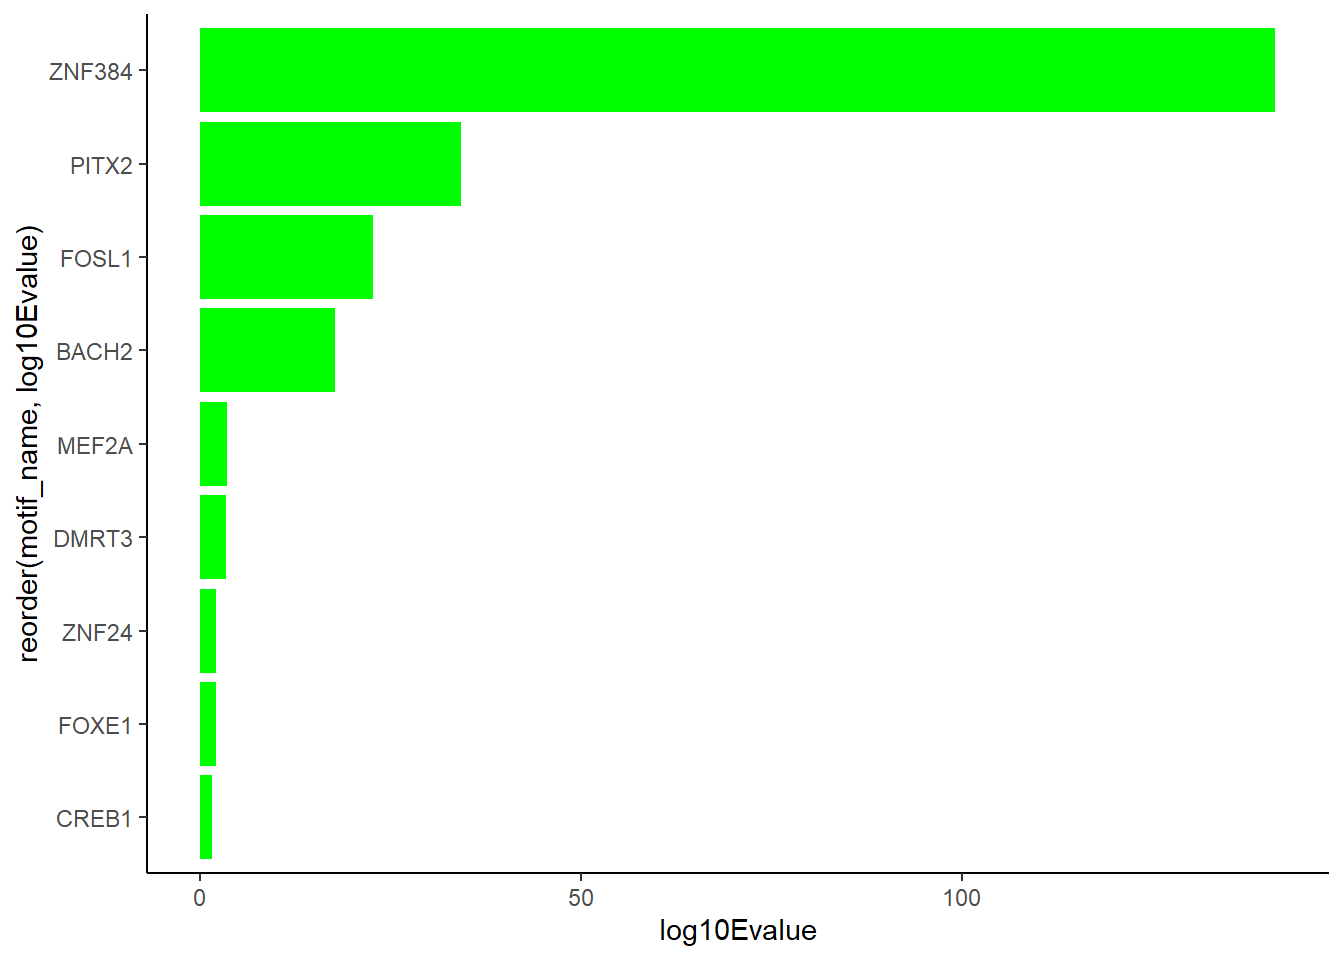 ZNF384
PITX2
FOSL1
BACH2
MEF2A
DMRT3
ZNF24
FOXE1
CREB1
reorder(motif_name, log10Evalue)
0
50
100
log10Evalue